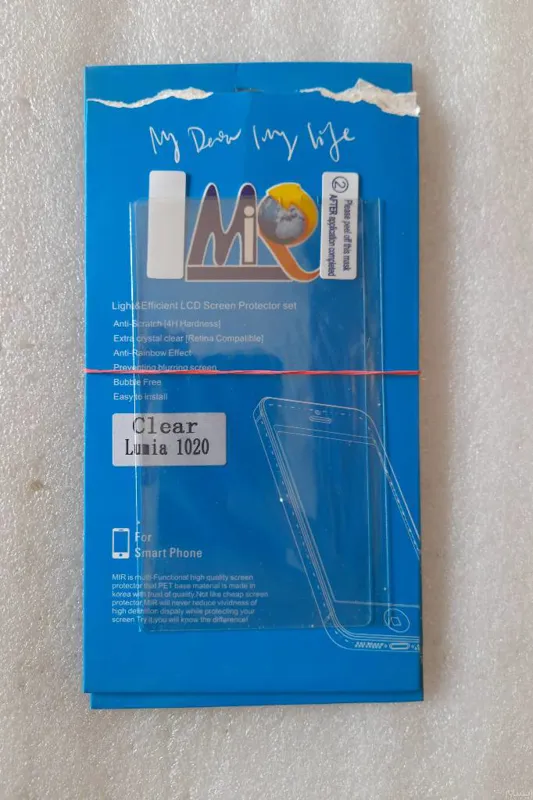 My Dear My life
MiR
② Please peel off this mask
AFTER application completed
Light&Efficient LCD Screen Protector set
Anti-Scratch [4H Hardness]
Extra crystal clear [Retina Compatible]
Anti-Rainbow Effect
Preventing blurring screen
Bubble Free
Easy to install
Clear
Lumia 1020
For
Smart Phone
MIR is multi-Functional high quality screen
protector that PET base material is made in
korea with trust of quality.Not like cheap screen
protector.MIR will never reduce vividness of
high definition dispaly while protecting your
screen.Try it,you will know the difference!